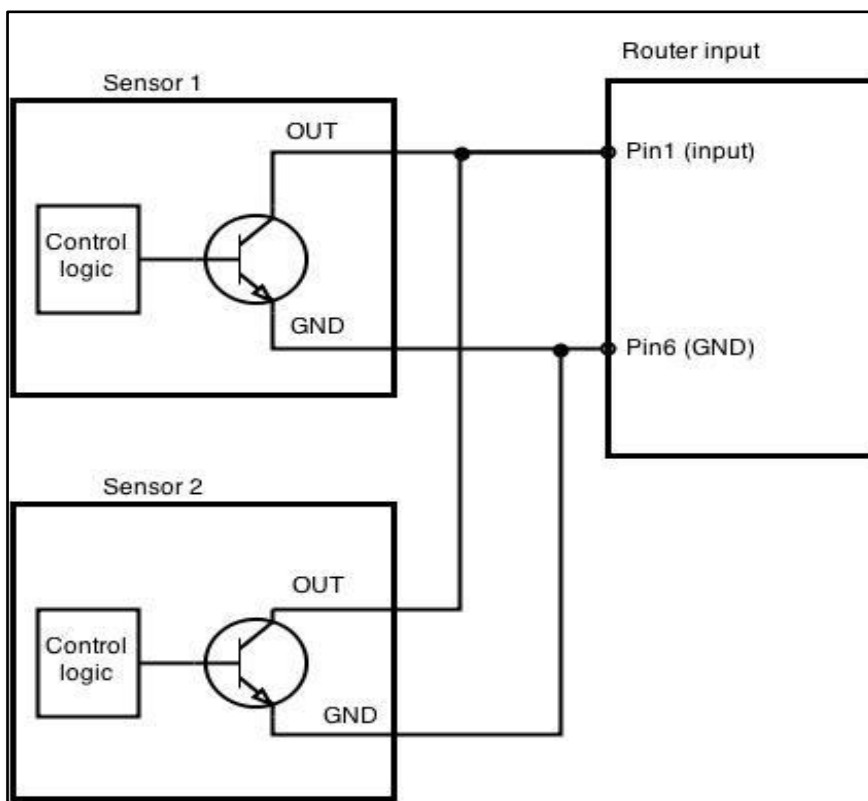 Router input
Sensor 1
OUT
Pin1 (input)
Control
logic
GND
Pin6 (GND)
Sensor 2
OUT
Control
logic
GND